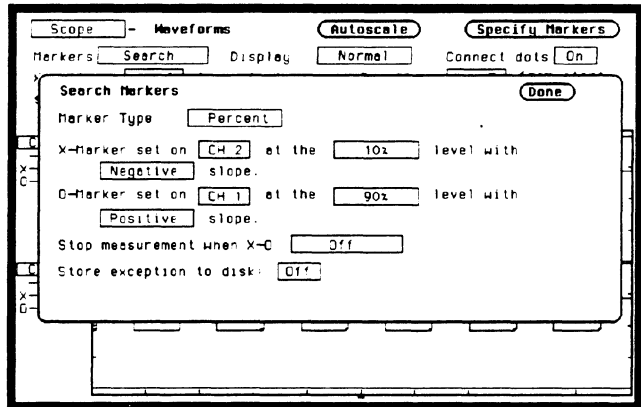 Scope - Waveforms Autoscale Specify Markers
Markers Search Display Normal Connect dots On
Search Markers Done
Marker Type Percent
X-Marker set on CH 2 at the 10% level with
Negative slope.
O-Marker set on CH 1 at the 90% level with
Positive slope.
Stop measurement when X-O Off
Store exception to disk: Off
X
O
X
O